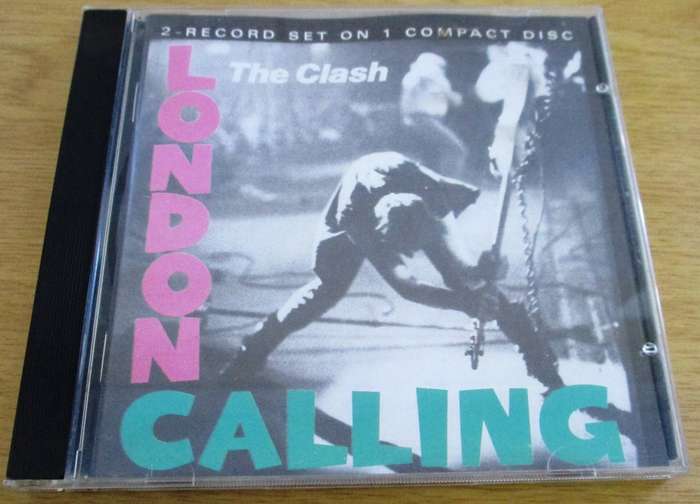 2-RECORD SET ON 1 COMPACT DISC
The Clash
LONDON
CALLING